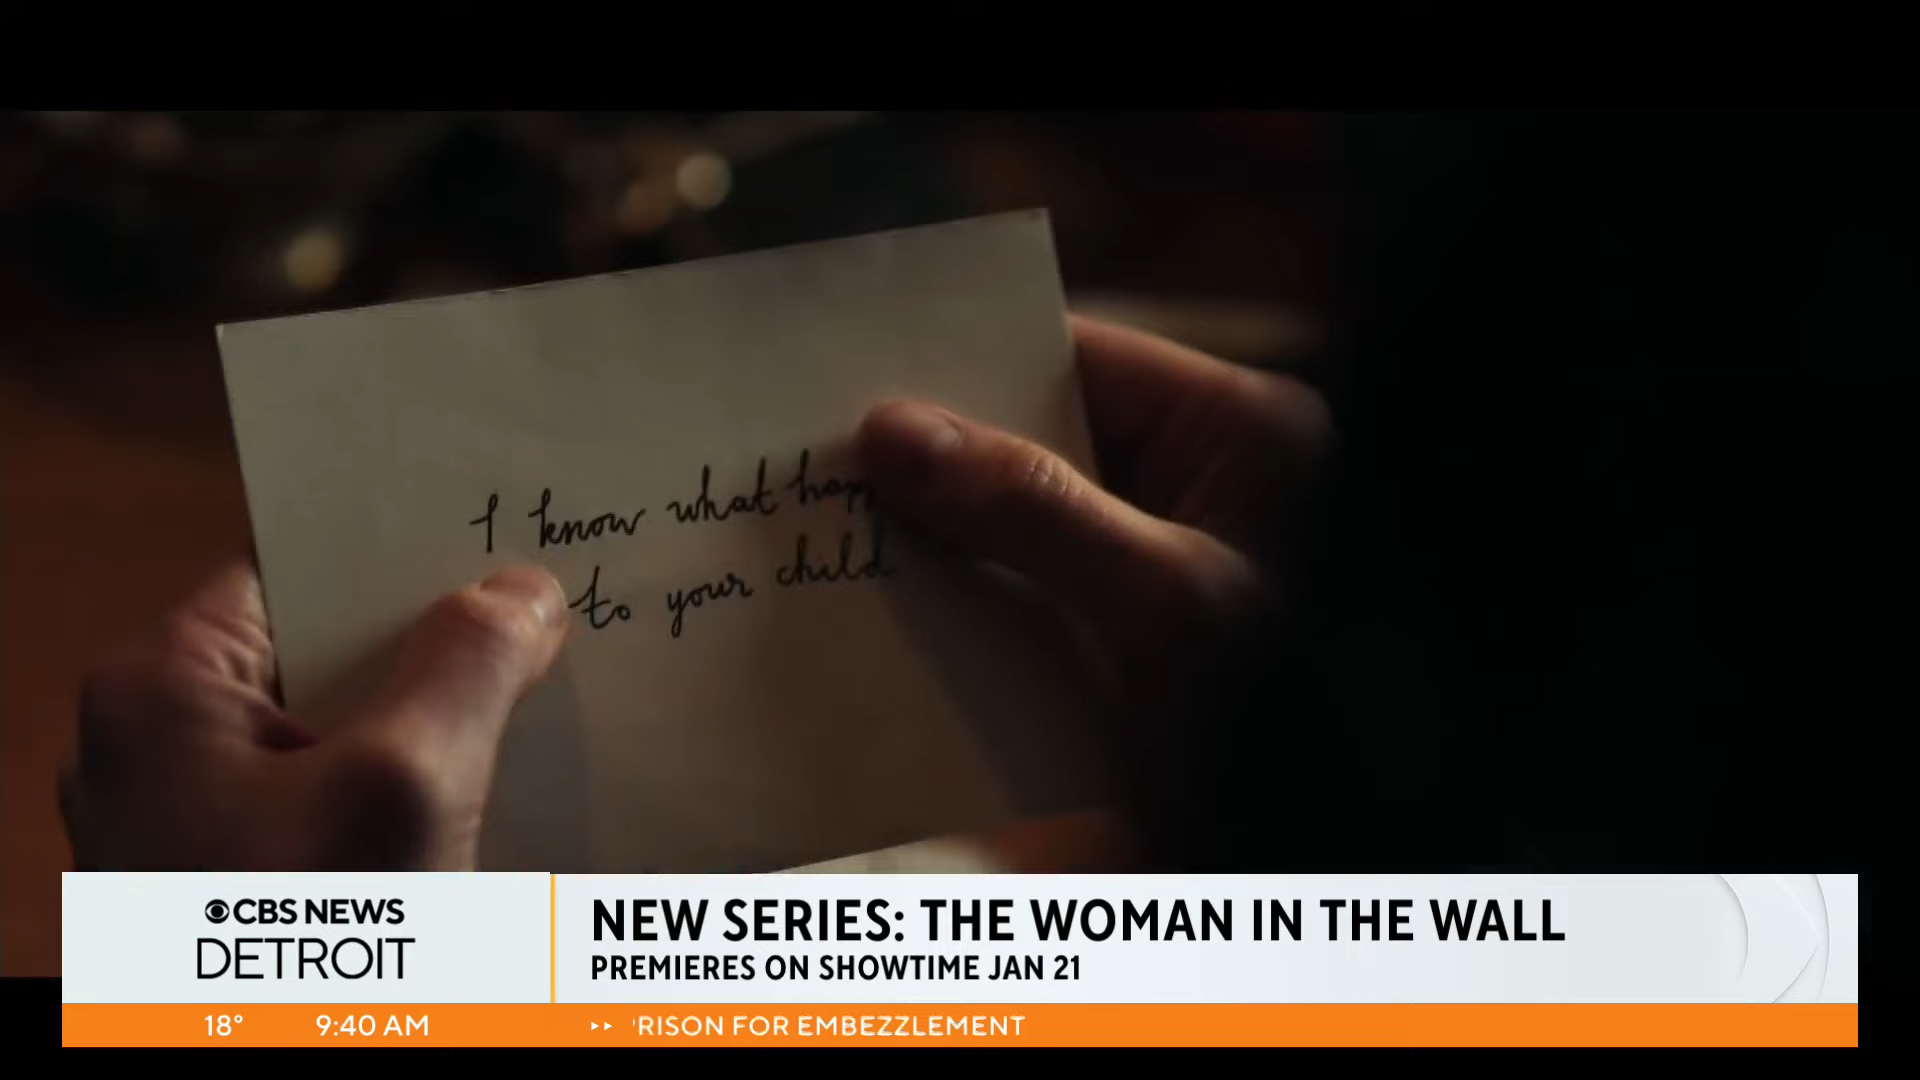 I know what hap
to your child
CBS NEWS
DETROIT
NEW SERIES: THE WOMAN IN THE WALL
PREMIERES ON SHOWTIME JAN 21
18° 9:40 AM
RISON FOR EMBEZZLEMENT